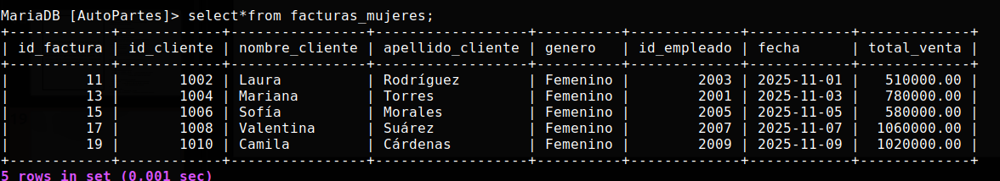 MariaDB [AutoPartes]> select*from facturas_mujeres;
+------------+------------+----------------+------------------+----------+-------------+------------+-------------+
| id_factura | id_cliente | nombre_cliente | apellido_cliente | genero   | id_empleado | fecha      | total_venta |
+------------+------------+----------------+------------------+----------+-------------+------------+-------------+
|         11 |       1002 | Laura          | Rodríguez        | Femenino |        2003 | 2025-11-01 |   510000.00 |
|         13 |       1004 | Mariana        | Torres           | Femenino |        2001 | 2025-11-03 |   780000.00 |
|         15 |       1006 | Sofía          | Morales          | Femenino |        2005 | 2025-11-05 |   580000.00 |
|         17 |       1008 | Valentina      | Suárez           | Femenino |        2007 | 2025-11-07 |  1060000.00 |
|         19 |       1010 | Camila         | Cárdenas         | Femenino |        2009 | 2025-11-09 |  1020000.00 |
+------------+------------+----------------+------------------+----------+-------------+------------+-------------+
5 rows in set (0.001 sec)